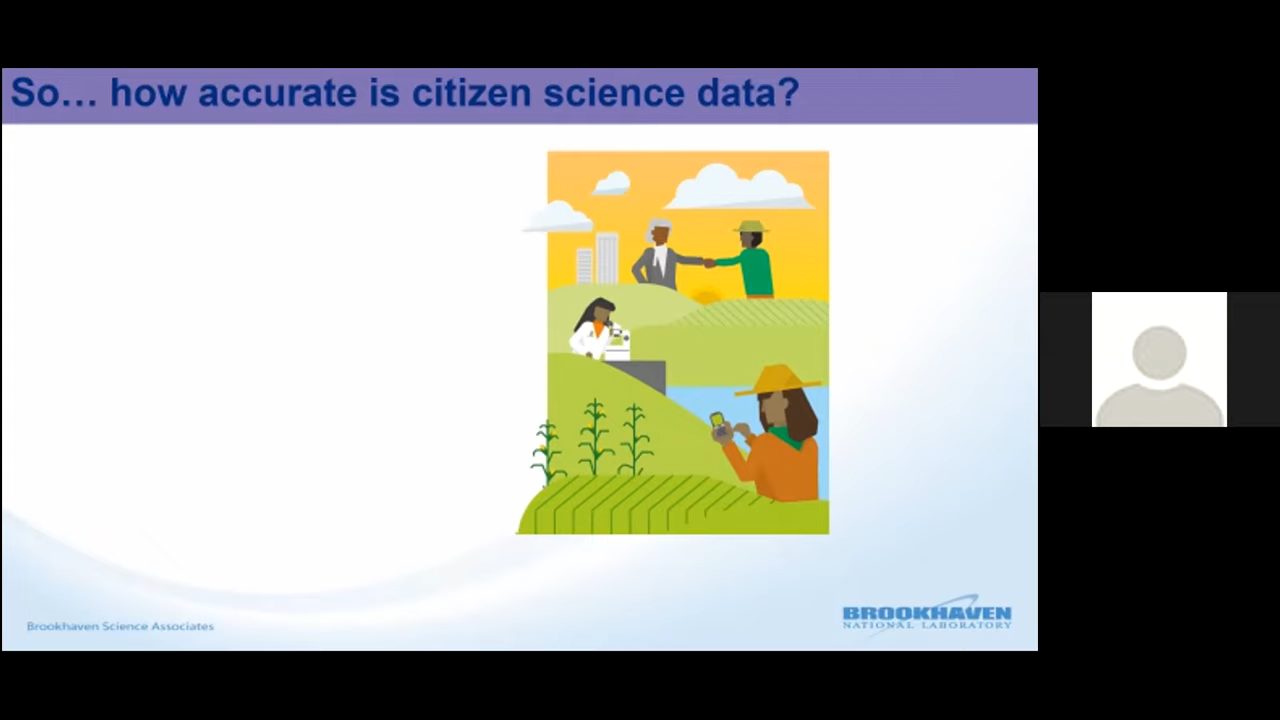 So… how accurate is citizen science data?
Brookhaven Science Associates
BROOKHAVEN
NATIONAL LABORATORY